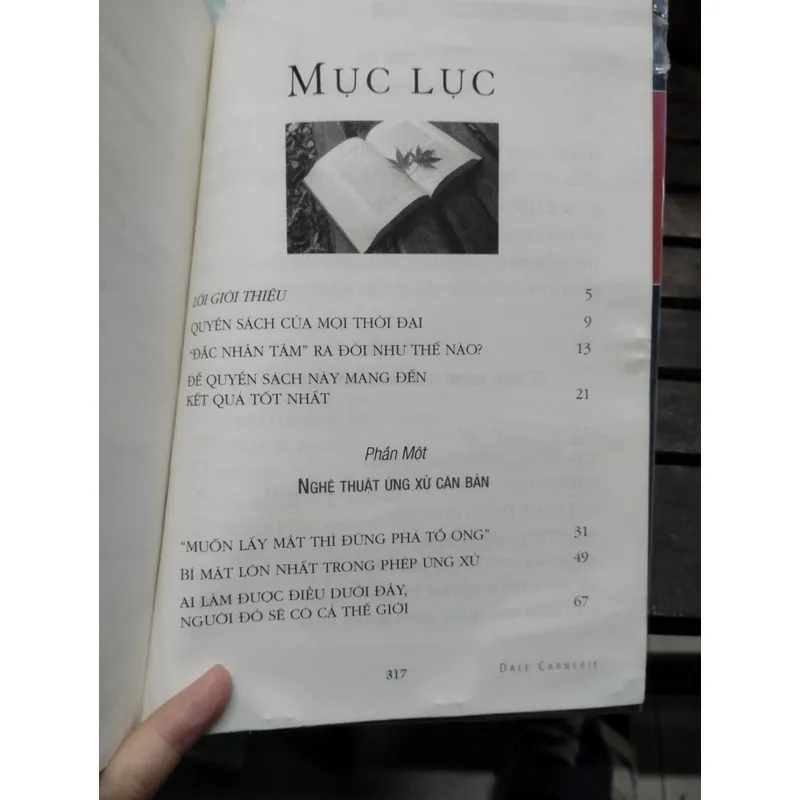 MỤC LỤC
LỜI GIỚI THIỆU 5
QUYỂN SÁCH CỦA MỌI THỜI ĐẠI 9
"ĐẮC NHÂN TÂM" RA ĐỜI NHƯ THẾ NÀO? 13
ĐỂ QUYỂN SÁCH NÀY MANG ĐẾN
KẾT QUẢ TỐT NHẤT 21
Phần Một
NGHỆ THUẬT ỨNG XỬ CĂN BẢN
"MUỐN LẤY MẬT THÌ ĐỪNG PHÁ TỔ ONG" 31
BÍ MẬT LỚN NHẤT TRONG PHÉP ỨNG XỬ 49
AI LÀM ĐƯỢC ĐIỀU DƯỚI ĐÂY,
NGƯỜI ĐÓ SẼ CÓ CẢ THẾ GIỚI 67
317 DALE CARNEGIE